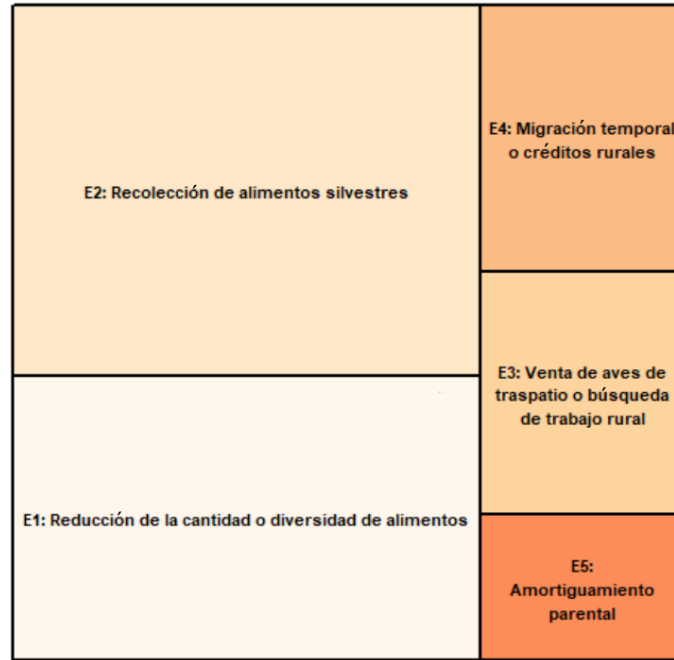 E4: Migración temporal
o créditos rurales
E2: Recolección de alimentos silvestres
E3: Venta de aves de
traspatio o búsqueda
de trabajo rural
E1: Reducción de la cantidad o diversidad de alimentos
E5:
Amortiguamiento
parental